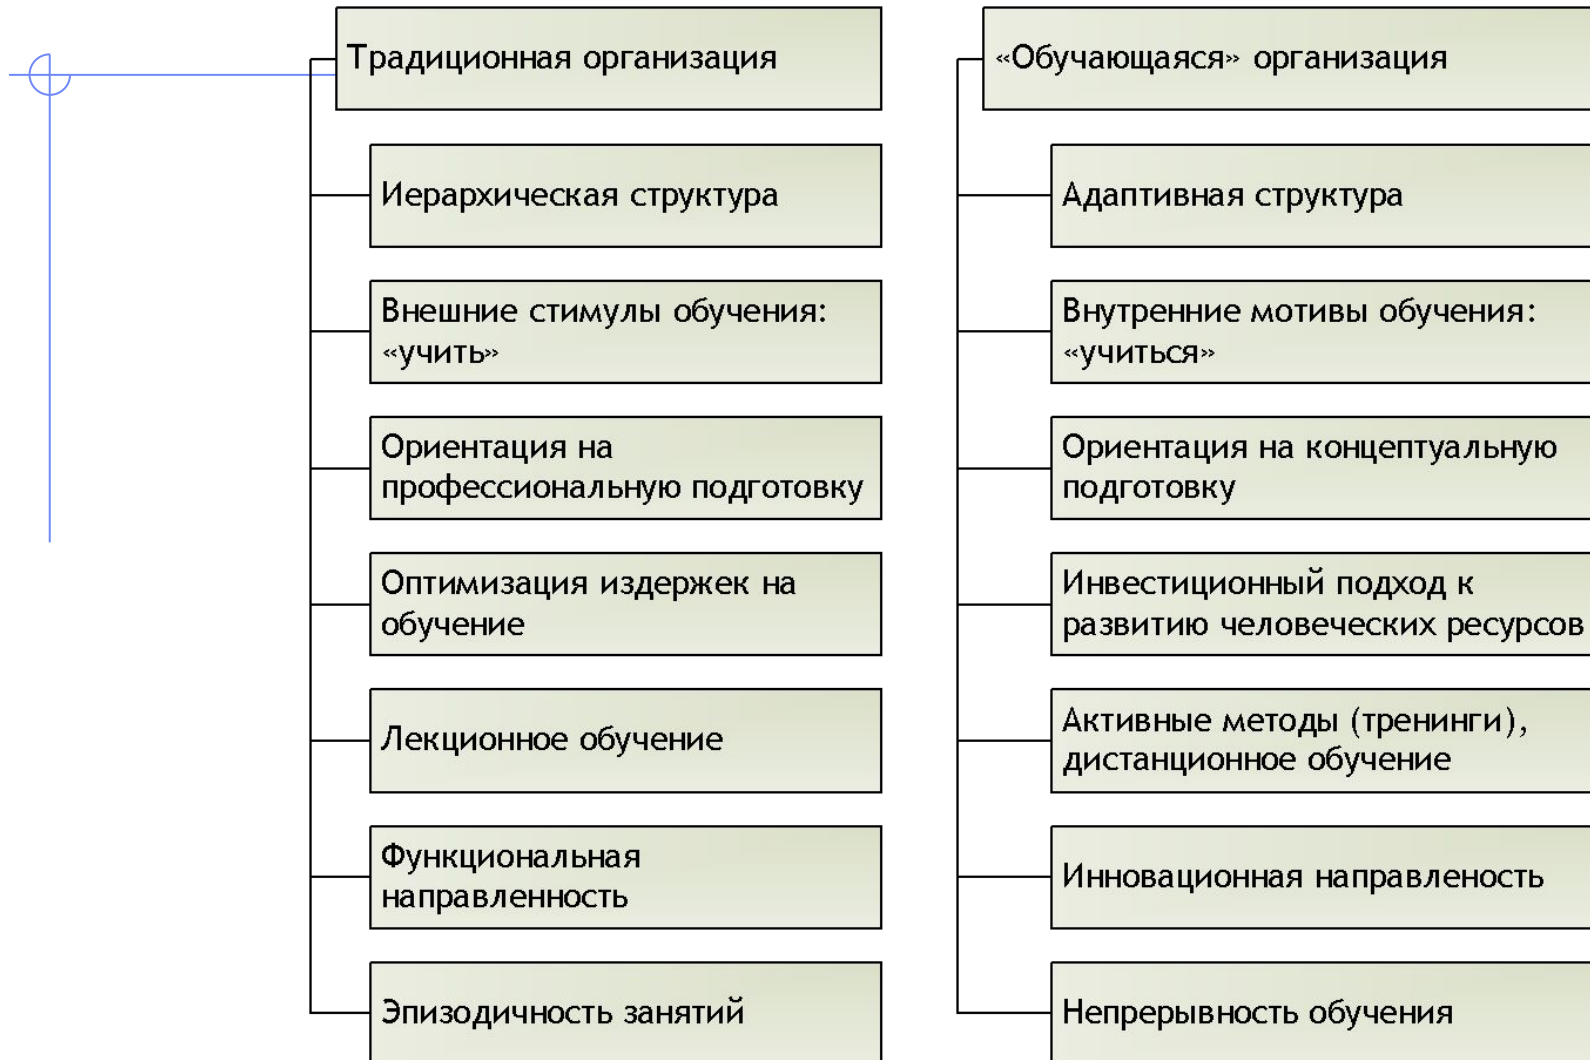 Традиционная организация
Иерархическая структура
Внешние стимулы обучения:
«учить»
Ориентация на
профессиональную подготовку
Оптимизация издержек на
обучение
Лекционное обучение
Функциональная
направленность
Эпизодичность занятий
«Обучающаяся» организация
Адаптивная структура
Внутренние мотивы обучения:
«учиться»
Ориентация на концептуальную
подготовку
Инвестиционный подход к
развитию человеческих ресурсов
Активные методы (тренинги),
дистанционное обучение
Инновационная направленость
Непрерывность обучения